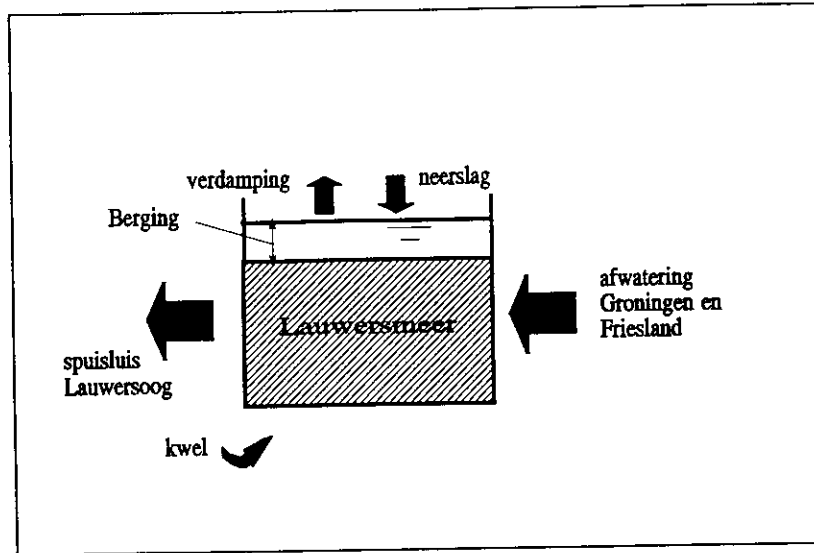 verdamping
neerslag
Berging
Lauwersmeer
afwatering
Groningen en
Friesland
spuisluis
Lauwersoog
kwel